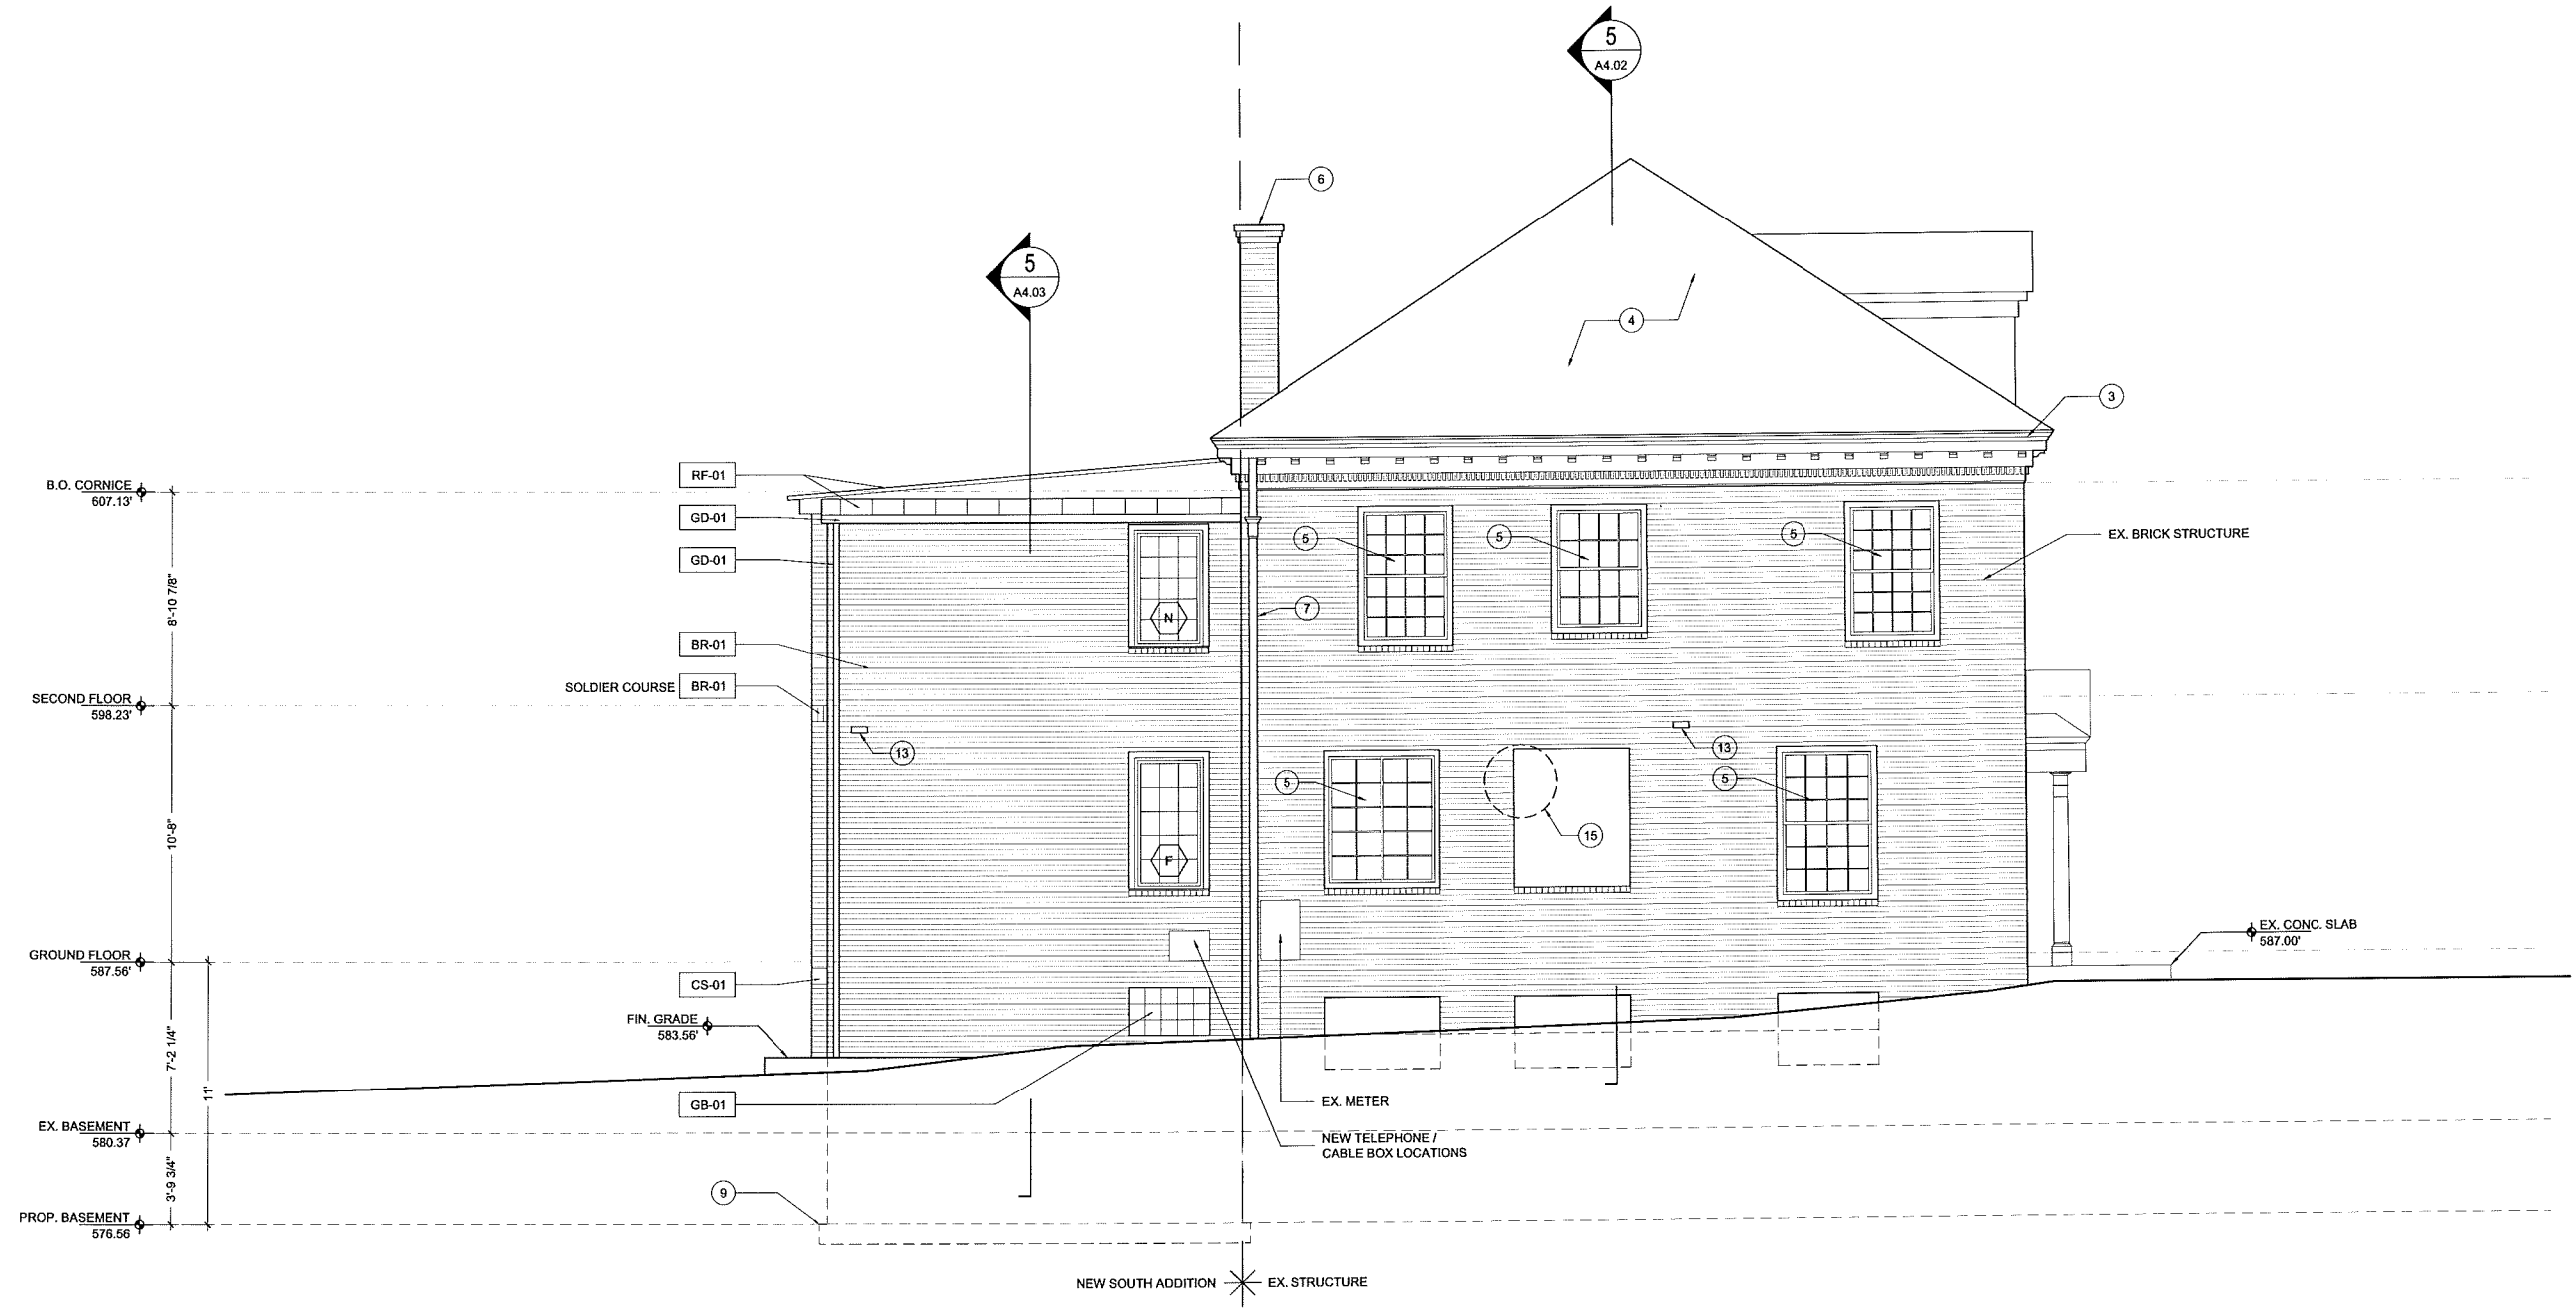 5
A4.02
6
5
A4.03
4
3
RF-01
B.O. CORNICE
607.13'
GD-01
5
5
5
EX. BRICK STRUCTURE
GD-01
8'-10 7/8"
7
N
BR-01
SOLDIER COURSE BR-01
SECOND FLOOR
598.23'
13
13
5
5
10'-8"
15
F
EX. CONC. SLAB
587.00'
GROUND FLOOR
587.56'
CS-01
FIN. GRADE
583.56'
7'-2 1/4"
11'
GB-01
EX. METER
EX. BASEMENT
580.37
NEW TELEPHONE /
CABLE BOX LOCATIONS
3'-9 3/4"
9
PROP. BASEMENT
576.56
NEW SOUTH ADDITION
EX. STRUCTURE